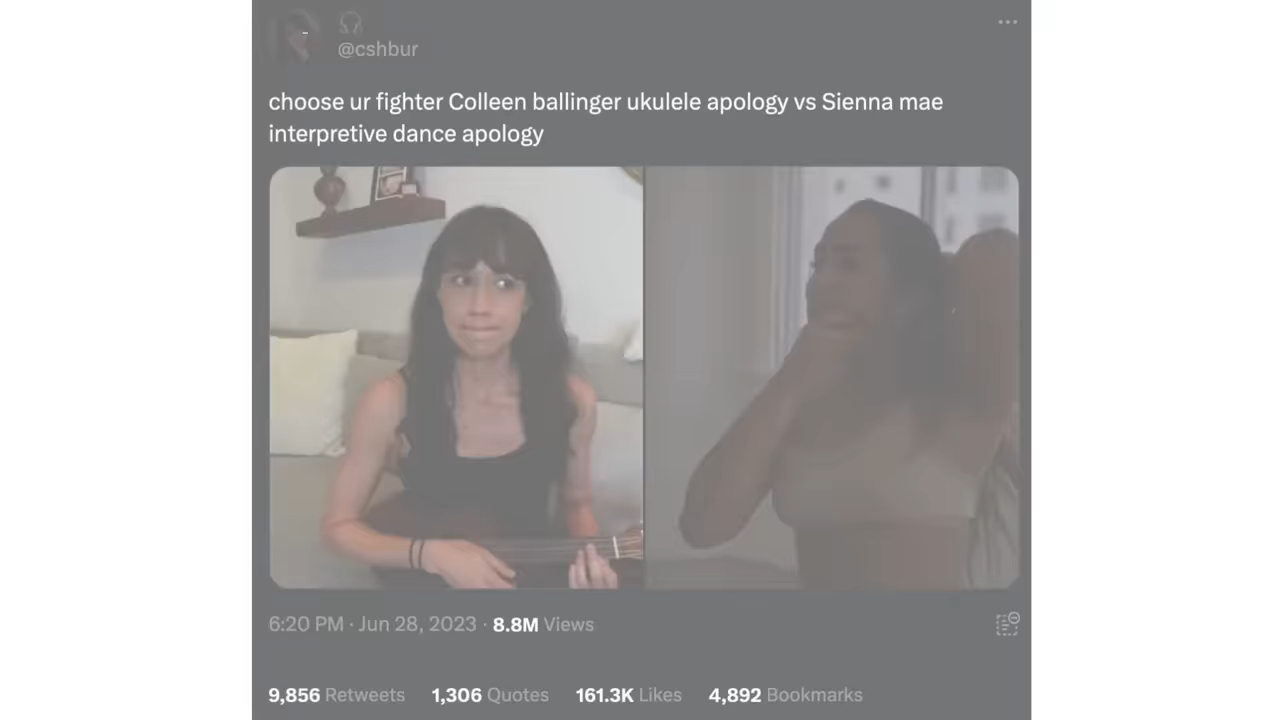 @cshbur
choose ur fighter Colleen ballinger ukulele apology vs Sienna mae
interpretive dance apology
6:20 PM · Jun 28, 2023 · 8.8M Views
9,856 Retweets 1,306 Quotes 161.3K Likes 4,892 Bookmarks